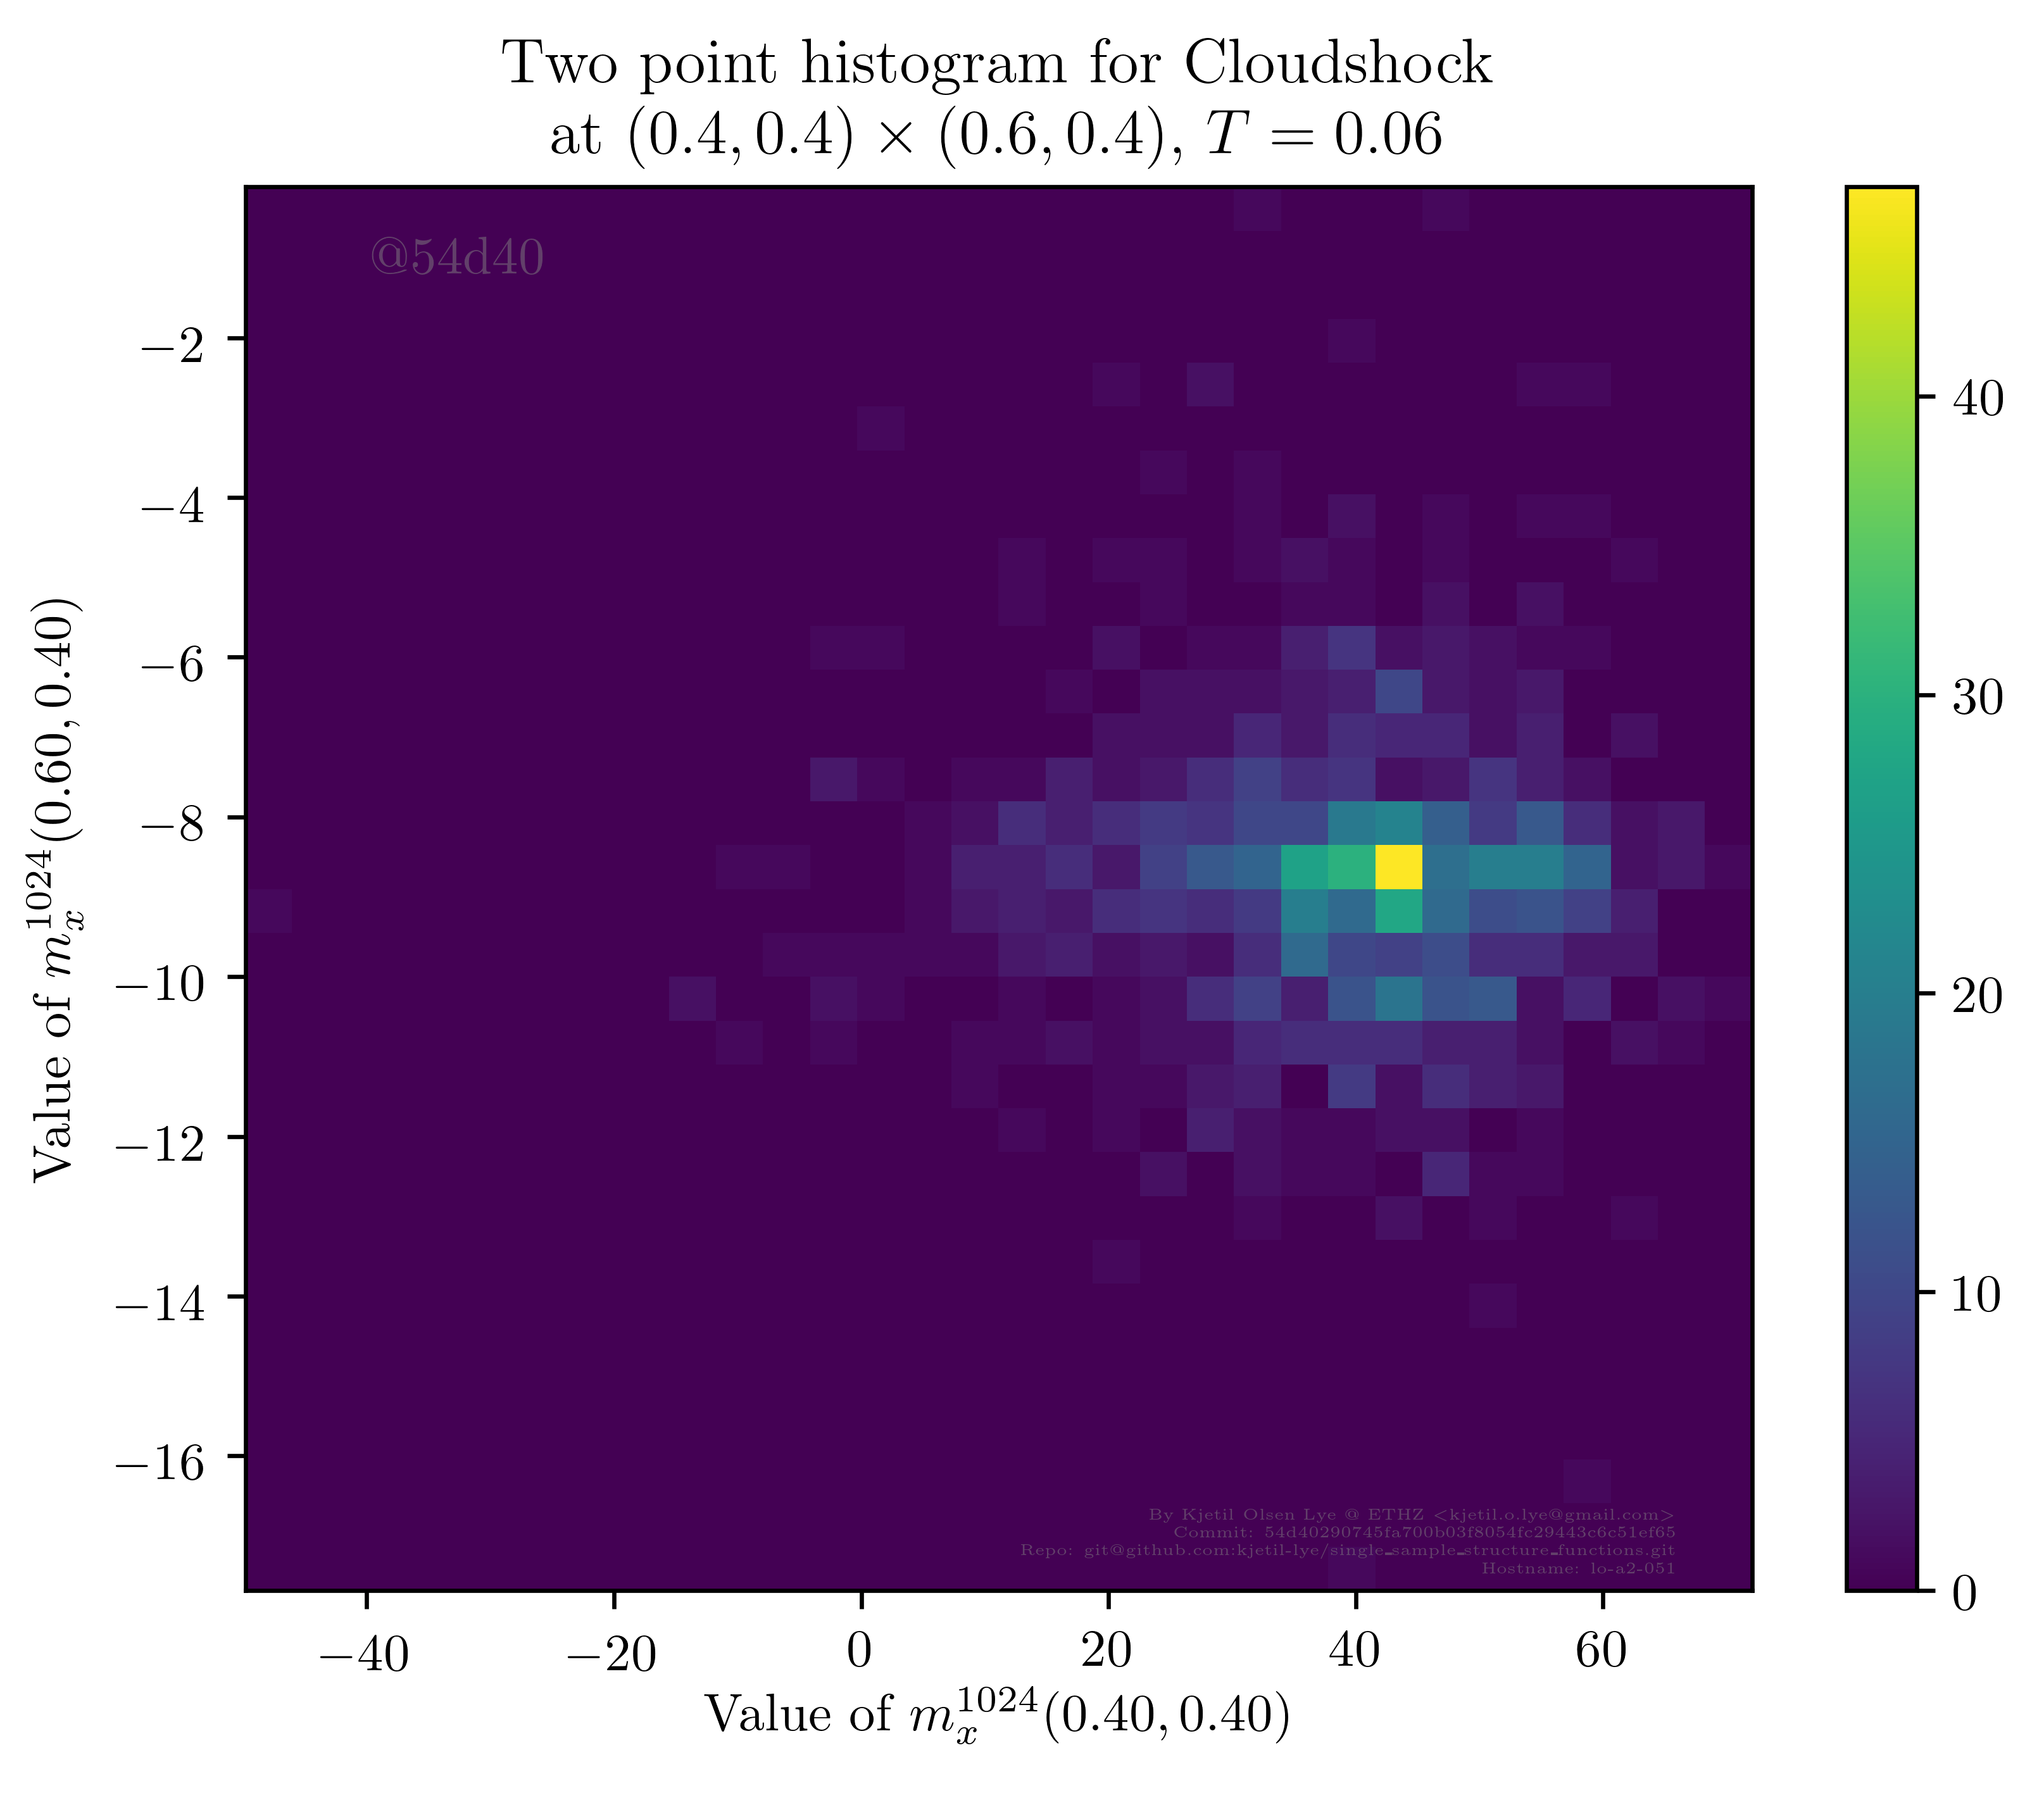 Two point histogram for Cloudshock
at (0.4, 0.4) × (0.6, 0.4), T = 0.06
@54d40
−2
−4
−6
−8
−10
−12
−14
−16
Value of m_x^{1024}(0.60, 0.40)
−40 −20 0 20 40 60
Value of m_x^{1024}(0.40, 0.40)
40
30
20
10
0
By Kjetil Olsen Lye @ ETHZ <kjetil.o.lye@gmail.com>
Commit: 54d40290745fa700b03f8054fc29443c6c51ef65
Repo: git@github.com:kjetil-lye/single_sample_structure_functions.git
Hostname: lo-a2-051